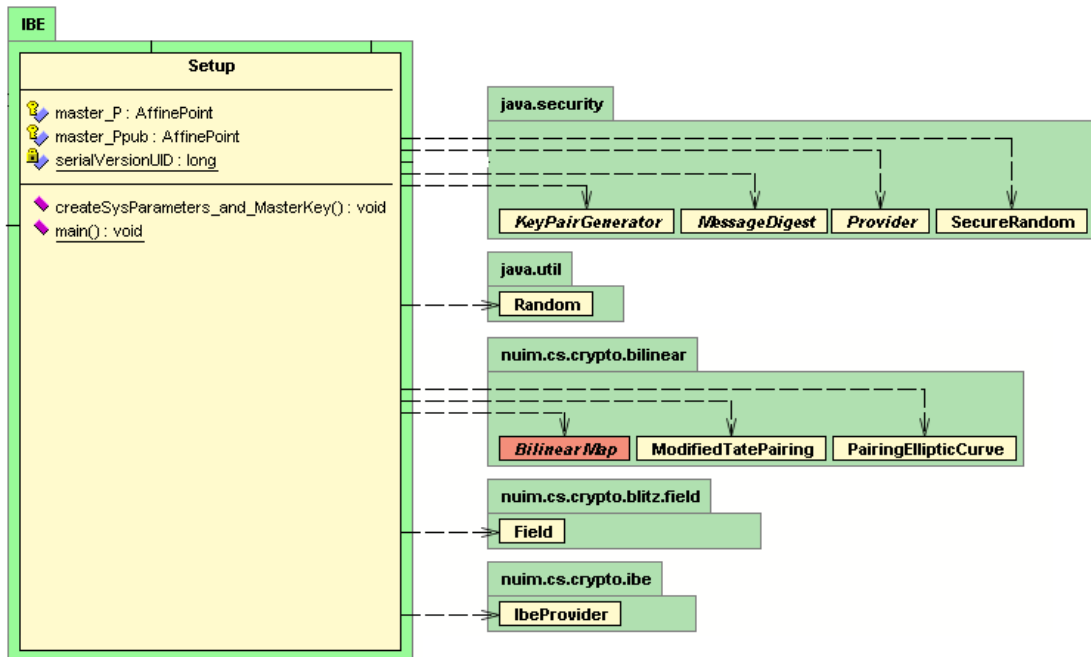 IBE
Setup
master_P : AffinePoint
master_Ppub : AffinePoint
serialVersionUID : long
createSysParameters_and_MasterKey() : void
main() : void
java.security
KeyPairGenerator MessageDigest Provider SecureRandom
java.util
Random
nuim.cs.crypto.bilinear
BilinearMap ModifiedTatePairing PairingEllipticCurve
nuim.cs.crypto.blitz.field
Field
nuim.cs.crypto.ibe
IbeProvider